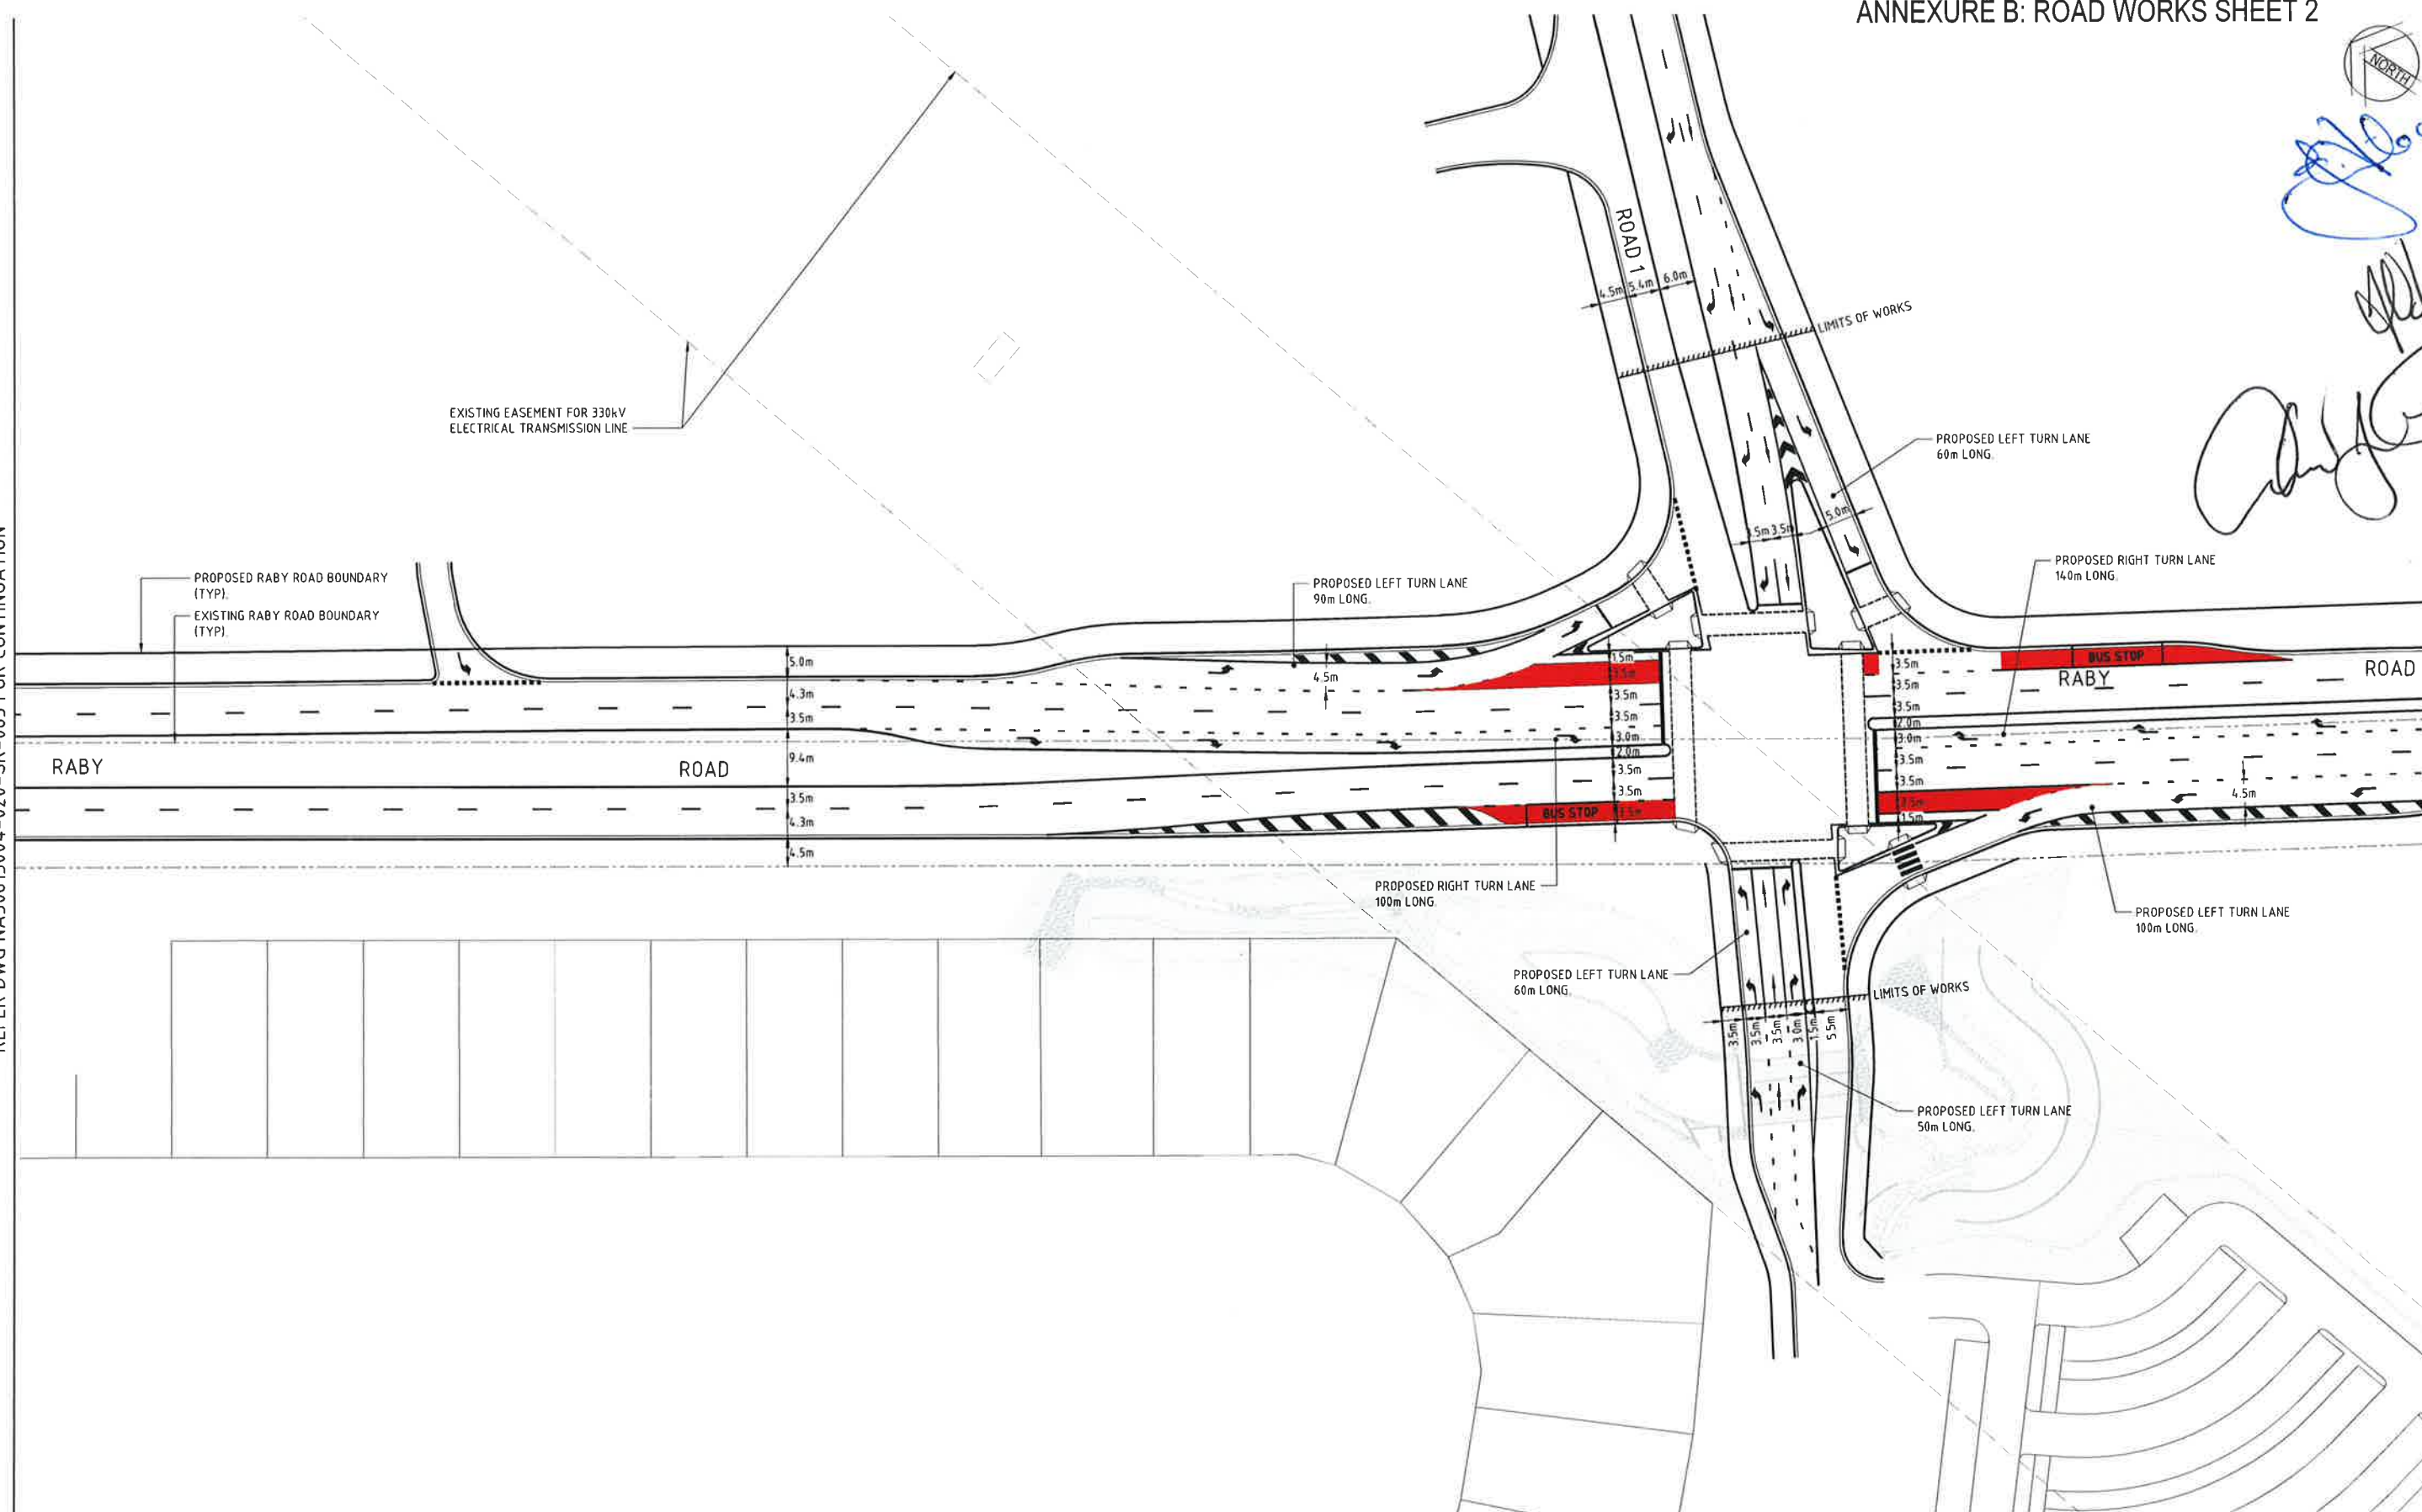 ANNEXURE B: ROAD WORKS SHEET 2
NORTH
ROAD 1
4.5m
5.4m
6.0m
LIMITS OF WORKS
EXISTING EASEMENT FOR 330kV
ELECTRICAL TRANSMISSION LINE
PROPOSED LEFT TURN LANE
60m LONG.
3.5m
5.0m
PROPOSED RIGHT TURN LANE
140m LONG.
PROPOSED RABY ROAD BOUNDARY
(TYP).
EXISTING RABY ROAD BOUNDARY
(TYP).
PROPOSED LEFT TURN LANE
90m LONG.
5.0m
4.3m
3.5m
9.4m
3.5m
4.3m
4.5m
4.5m
1.5m
3.5m
3.5m
3.5m
3.0m
2.0m
3.5m
3.5m
3.5m
BUS STOP
3.5m
3.5m
3.5m
2.0m
3.0m
3.5m
3.5m
3.5m
1.5m
BUS STOP
RABY
ROAD
4.5m
RABY
ROAD
PROPOSED RIGHT TURN LANE
100m LONG.
PROPOSED LEFT TURN LANE
100m LONG.
PROPOSED LEFT TURN LANE
60m LONG.
LIMITS OF WORKS
3.5m
3.5m
3.5m
3.0m
1.5m
5.5m
PROPOSED LEFT TURN LANE
50m LONG.